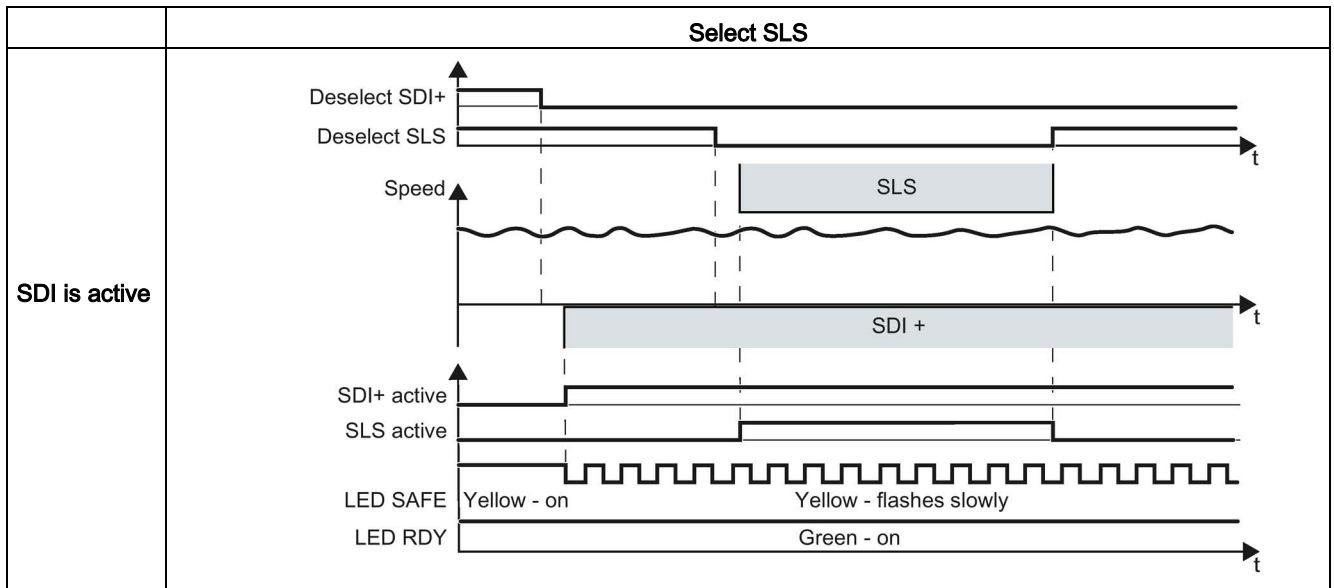 Select SLS
SDI is active
Deselect SDI+
Deselect SLS
t
Speed
SLS
t
SDI +
SDI+ active
SLS active
LED SAFE
Yellow - on
Yellow - flashes slowly
LED RDY
Green - on
t